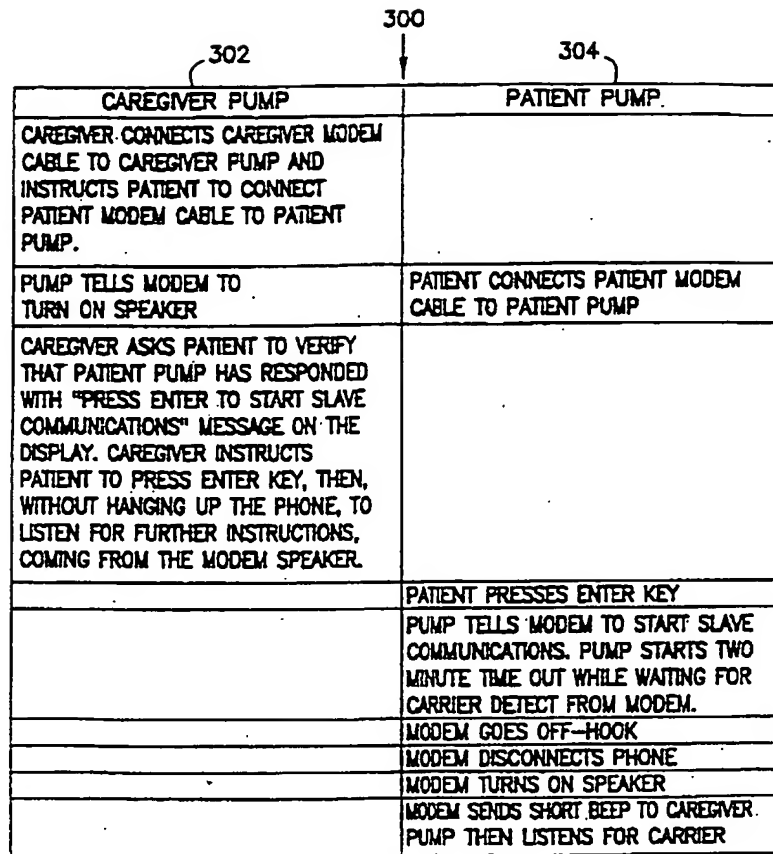 300
302
304
CAREGIVER PUMP
PATIENT PUMP.
CAREGIVER CONNECTS CAREGIVER MODEM
CABLE TO CAREGIVER PUMP AND
INSTRUCTS PATIENT TO CONNECT
PATIENT MODEM CABLE TO PATIENT
PUMP.
PUMP TELLS MODEM TO
TURN ON SPEAKER
PATIENT CONNECTS PATIENT MODEM
CABLE TO PATIENT PUMP
CAREGIVER ASKS PATIENT TO VERIFY
THAT PATIENT PUMP HAS RESPONDED
WITH "PRESS ENTER TO START SLAVE
COMMUNICATIONS" MESSAGE ON THE
DISPLAY. CAREGIVER INSTRUCTS
PATIENT TO PRESS ENTER KEY, THEN,
WITHOUT HANGING UP THE PHONE, TO
LISTEN FOR FURTHER INSTRUCTIONS,
COMING FROM THE MODEM SPEAKER.
PATIENT PRESSES ENTER KEY
PUMP TELLS MODEM TO START SLAVE
COMMUNICATIONS. PUMP STARTS TWO
MINUTE TIME OUT WHILE WAITING FOR
CARRIER DETECT FROM MODEM.
MODEM GOES OFF-HOOK
MODEM DISCONNECTS PHONE
MODEM TURNS ON SPEAKER
MODEM SENDS SHORT BEEP TO CAREGIVER
PUMP THEN LISTENS FOR CARRIER